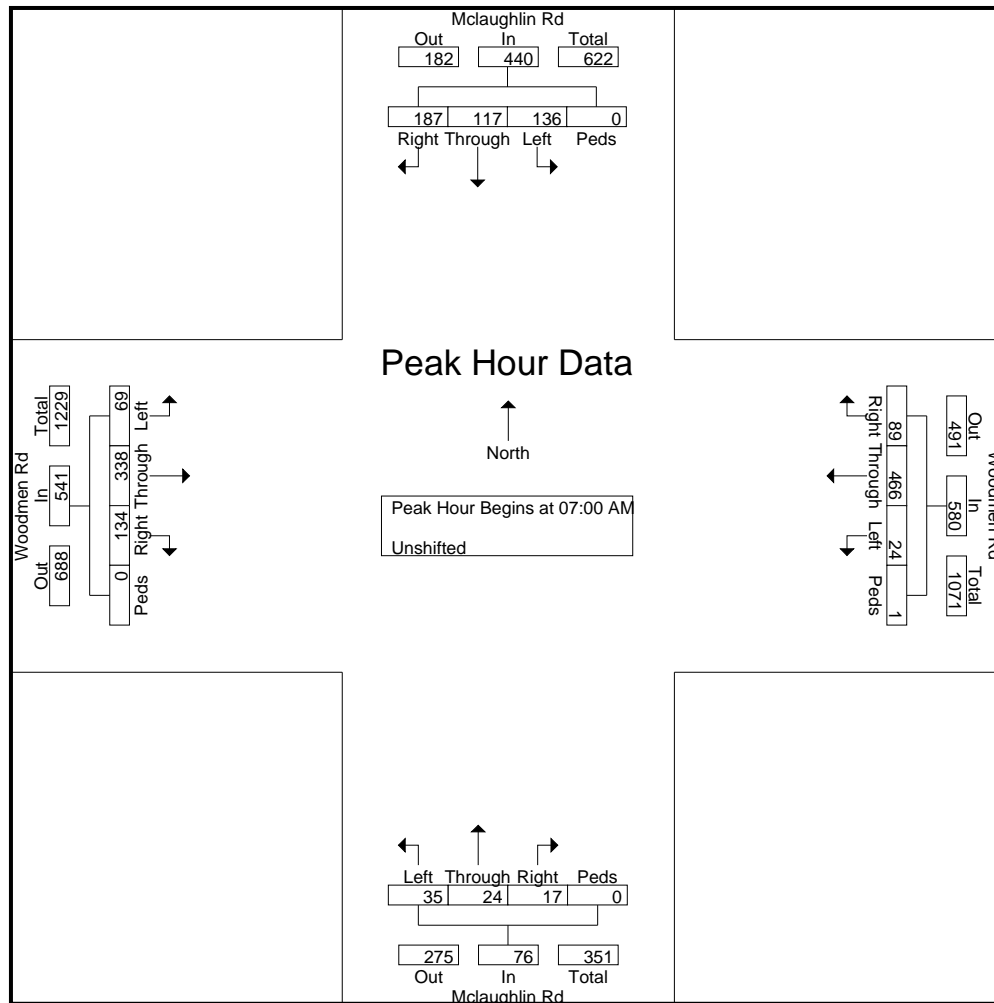 Mclaughlin Rd
Out In Total
182 440 622
187 117 136 0
Right Through Left Peds
Peak Hour Data
North
Peak Hour Begins at 07:00 AM
Unshifted
Woodmen Rd
Out In Total
688 541 1229
69 338 134 0
Left Through Right Peds
Woodmen Rd
Out In Total
491 580 1071
89 466 24 1
Right Through Left Peds
Left Through Right Peds
35 24 17 0
275 76 351
Out In Total
Mclaughlin Rd